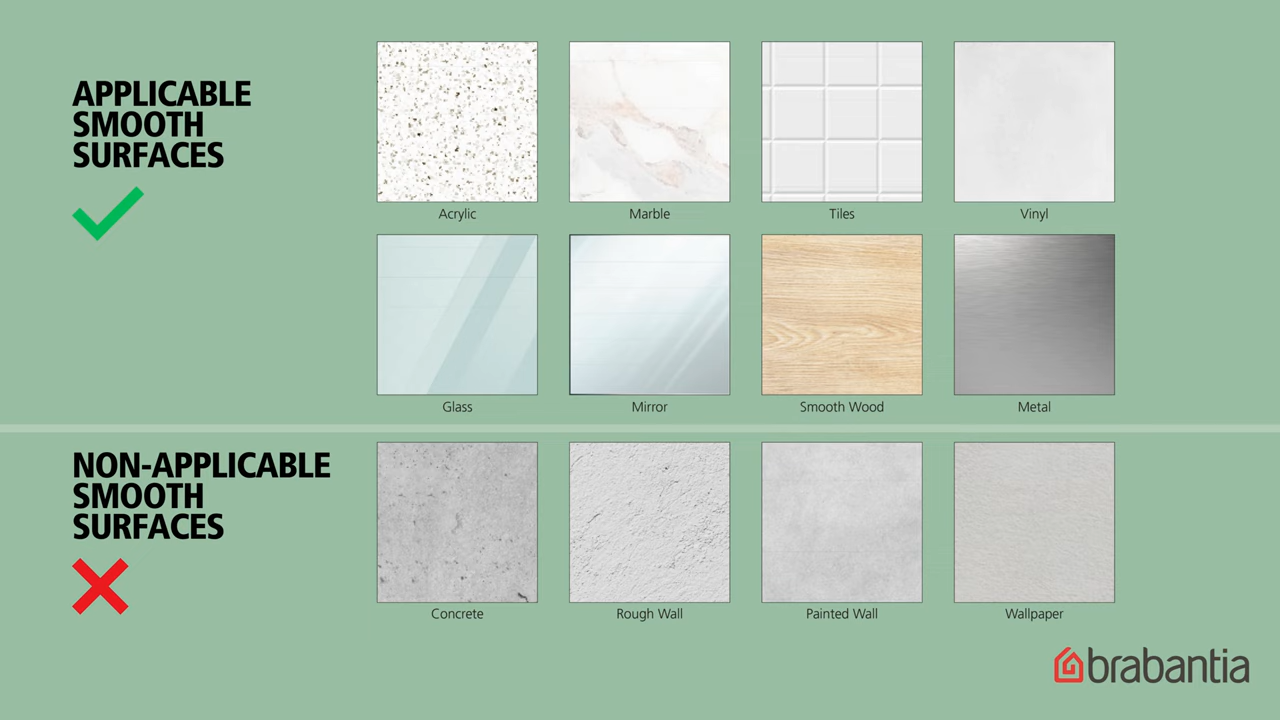 APPLICABLE
SMOOTH
SURFACES
Acrylic
Marble
Tiles
Vinyl
Glass
Mirror
Smooth Wood
Metal
NON-APPLICABLE
SMOOTH
SURFACES
Concrete
Rough Wall
Painted Wall
Wallpaper
brabantia